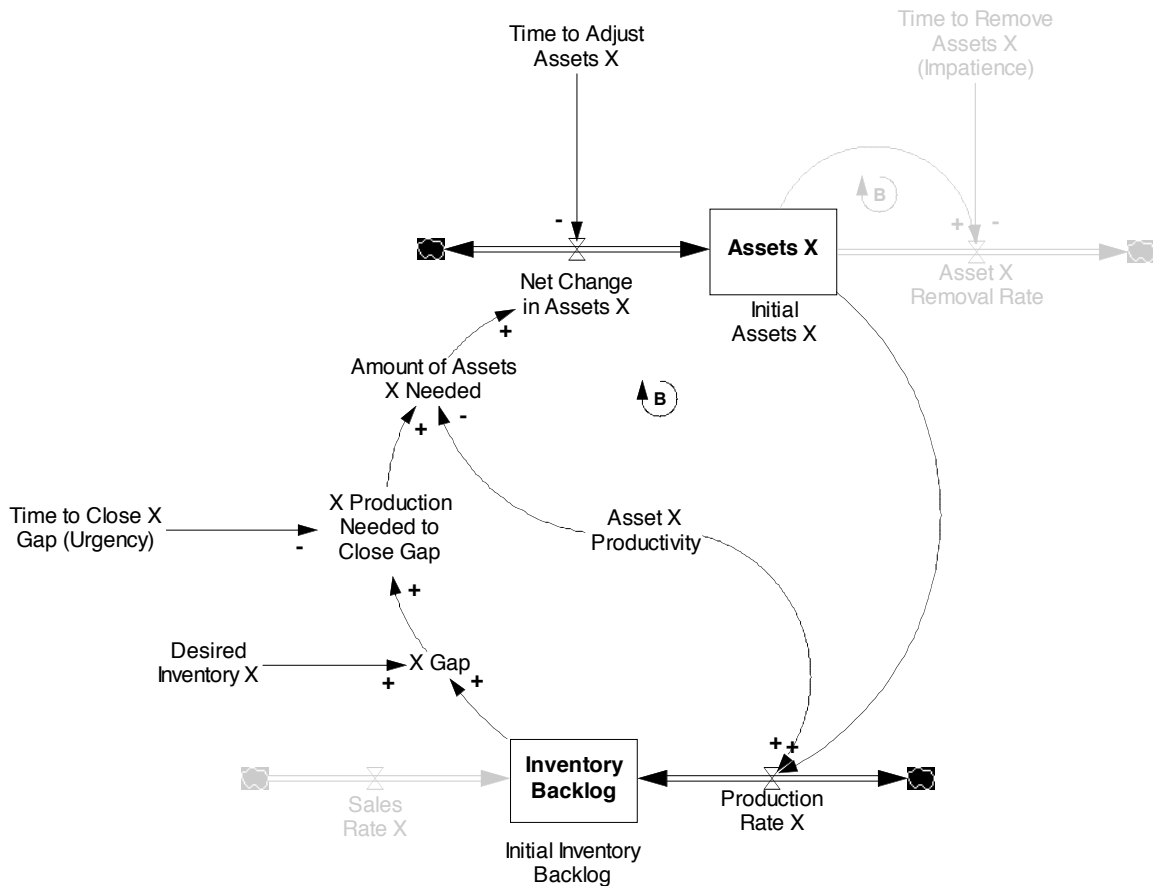 Time to Adjust
Assets X
Time to Remove
Assets X
(Impatience)
B
-
+
-
Assets X
Net Change
in Assets X
Asset X
Removal Rate
Initial
Assets X
+
Amount of Assets
X Needed
B
+
-
Time to Close X
Gap (Urgency)
-
X Production
Needed to
Close Gap
Asset X
Productivity
+
Desired
Inventory X
+
X Gap
+
+
+
Inventory
Backlog
Sales
Rate X
Production
Rate X
Initial Inventory
Backlog